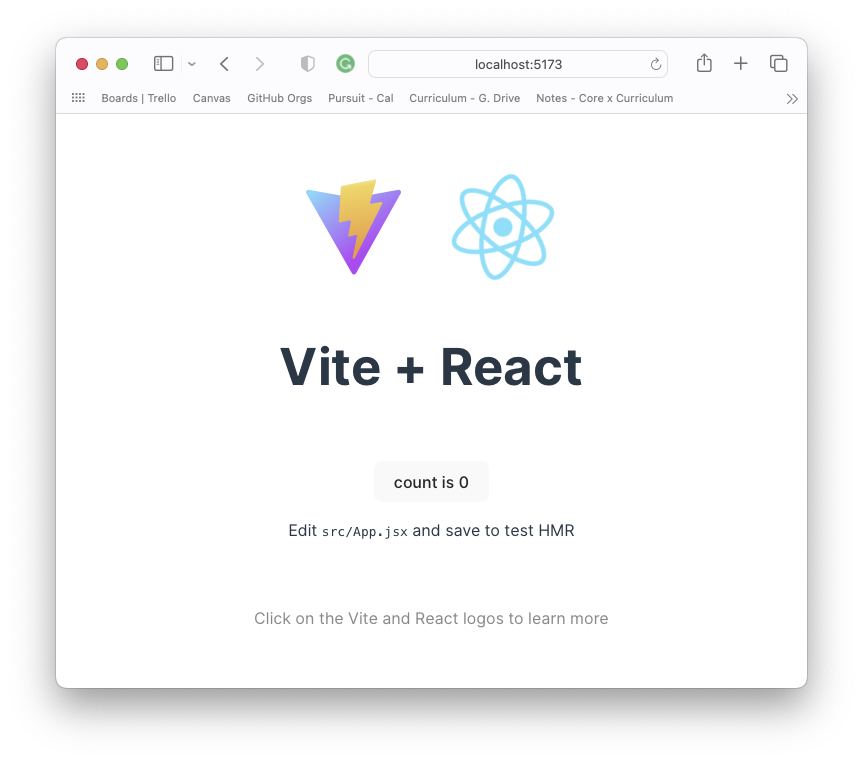 localhost:5173
Boards | Trello Canvas GitHub Orgs Pursuit - Cal Curriculum - G. Drive Notes - Core x Curriculum
Vite + React
count is 0
Edit src/App.jsx and save to test HMR
Click on the Vite and React logos to learn more